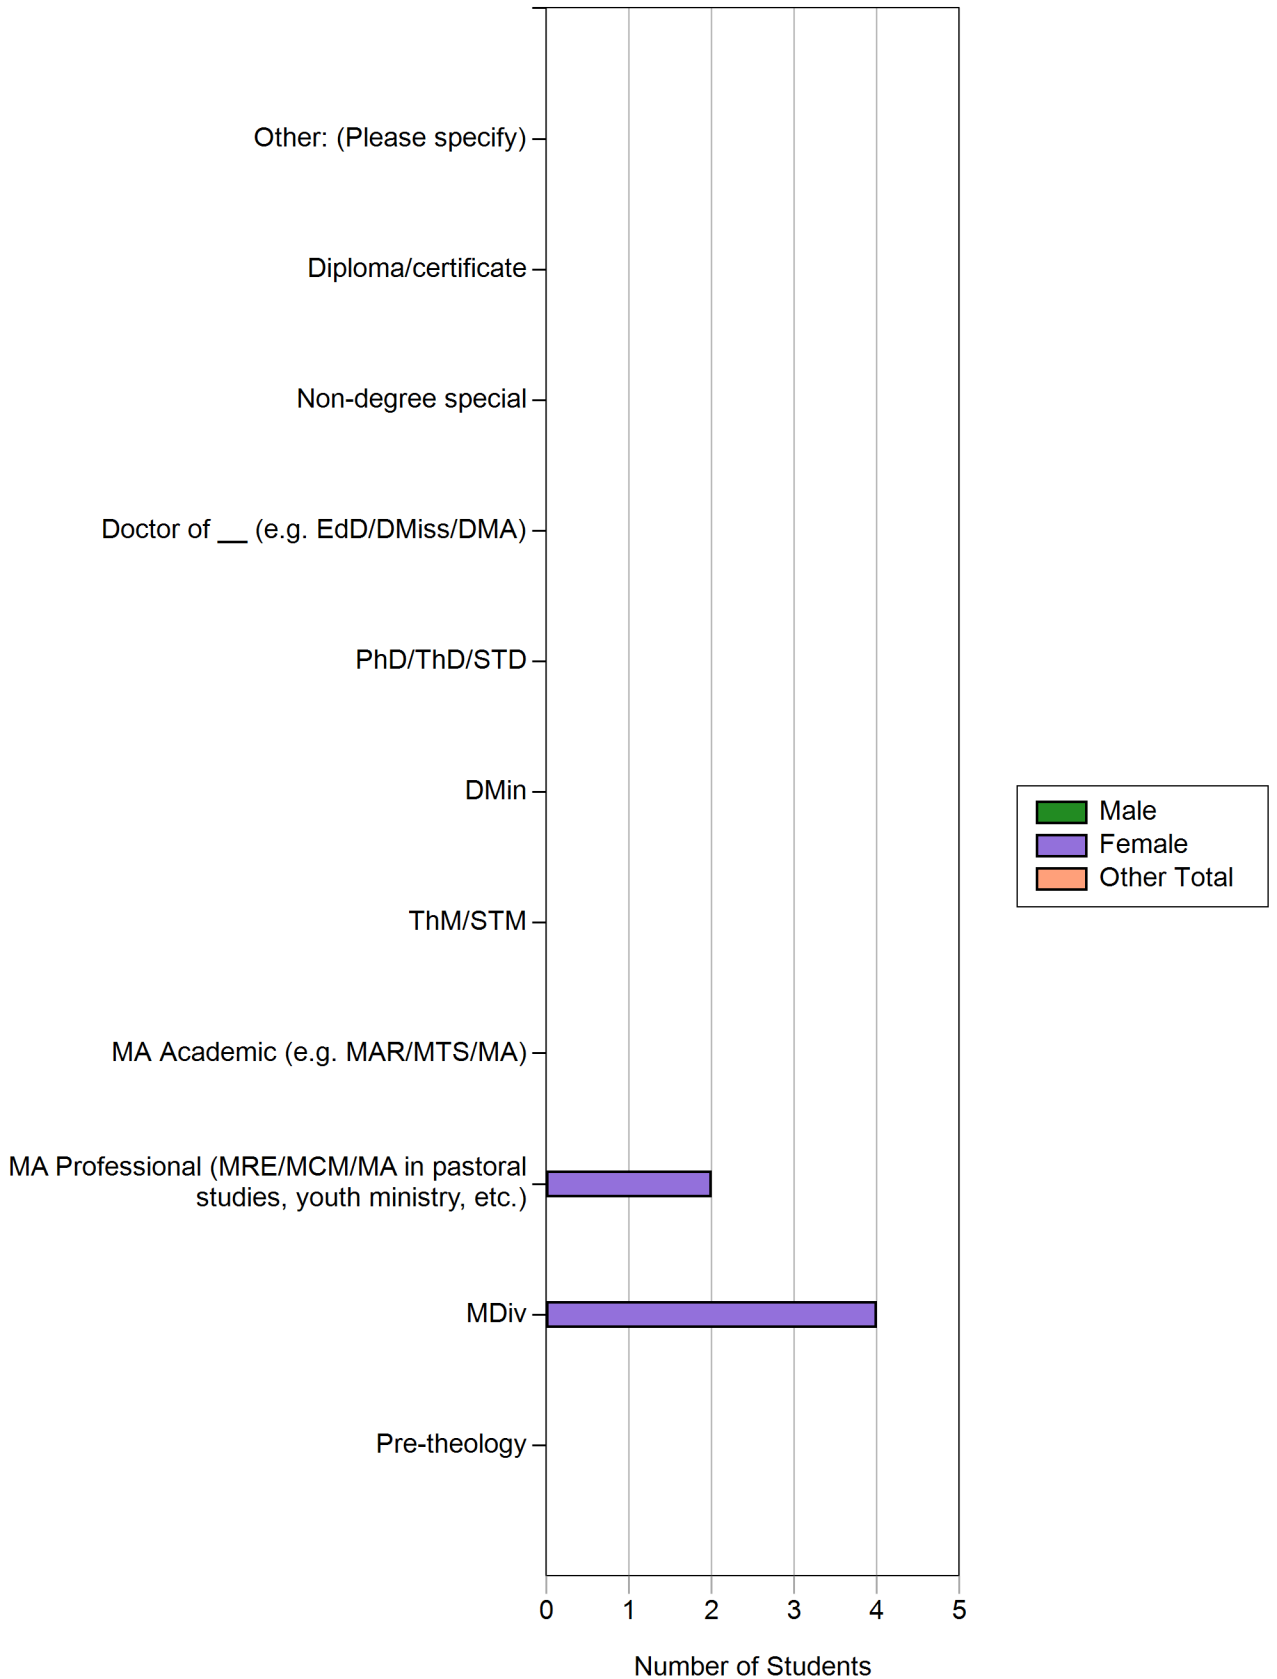 Other: (Please specify)
Diploma/certificate
Non-degree special
Doctor of __ (e.g. EdD/DMiss/DMA)
PhD/ThD/STD
DMin
ThM/STM
MA Academic (e.g. MAR/MTS/MA)
MA Professional (MRE/MCM/MA in pastoral
studies, youth ministry, etc.)
MDiv
Pre-theology
0 1 2 3 4 5
Number of Students
Male
Female
Other Total